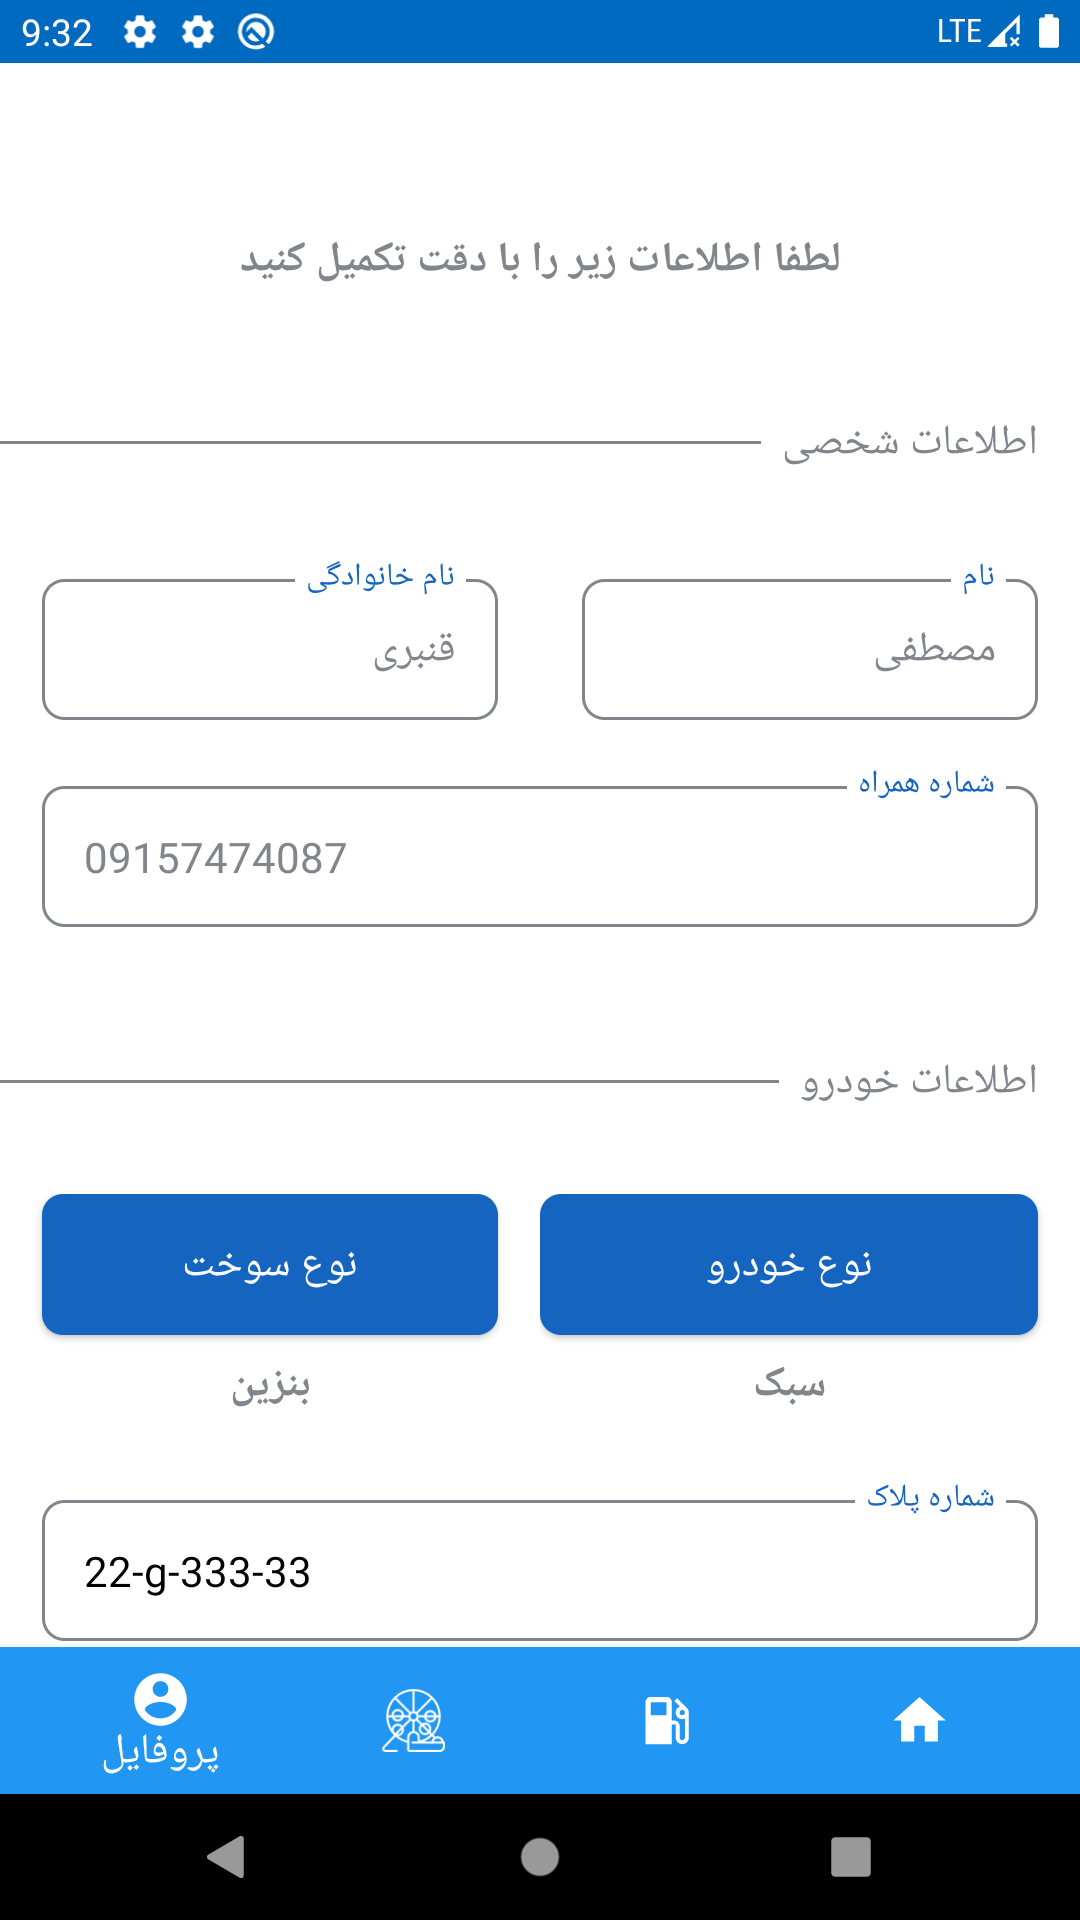 9:32 LTE
لطفا اطلاعات زیر را با دقت تکمیل کنید
اطلاعات شخصی
نام
مصطفی
نام خانوادگی
قنبری
شماره همراه
09157474087
اطلاعات خودرو
نوع خودرو
نوع سوخت
سبک
بنزین
شماره پلاک
22-g-333-33
پروفایل